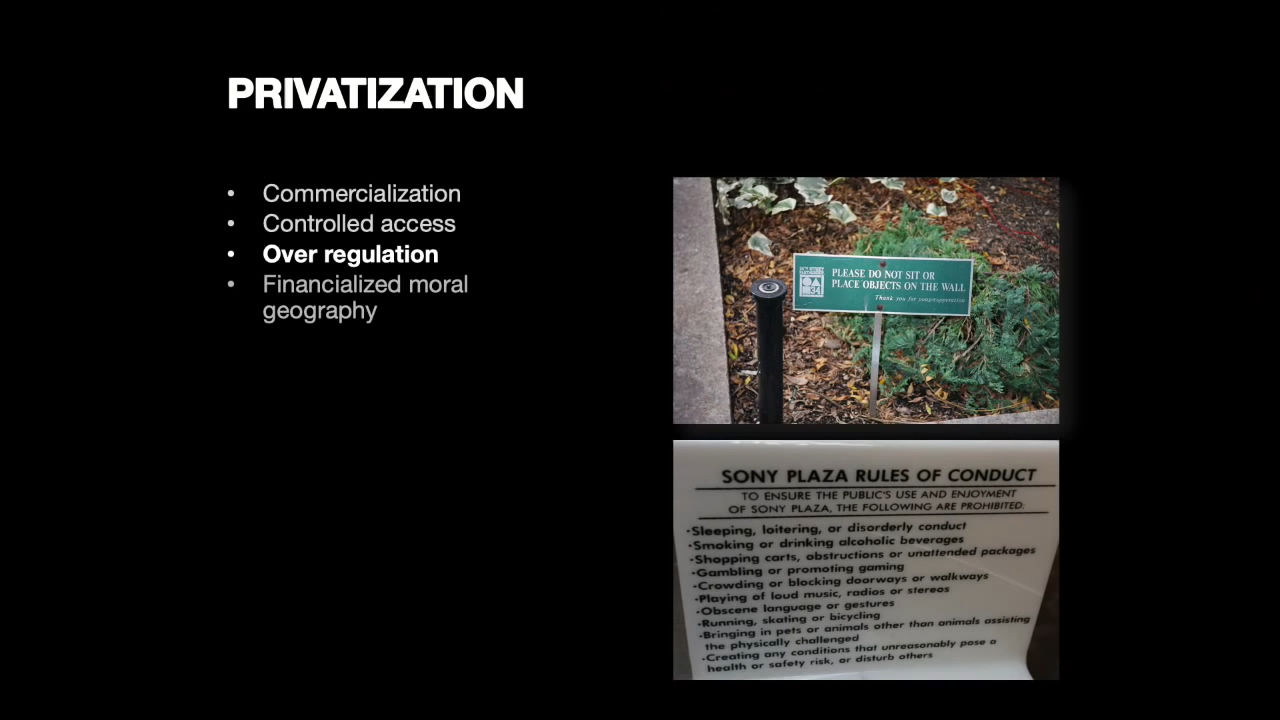 PRIVATIZATION
• Commercialization
• Controlled access
• Over regulation
• Financialized moral
geography
34
PLEASE DO NOT SIT OR
PLACE OBJECTS ON THE WALL
Thank you for your cooperation
SONY PLAZA RULES OF CONDUCT
TO ENSURE THE PUBLIC'S USE AND ENJOYMENT
OF SONY PLAZA, THE FOLLOWING ARE PROHIBITED:
·Sleeping, loitering, or disorderly conduct
·Smoking or drinking alcoholic beverages
·Shopping carts, obstructions or unattended packages
·Gambling or promoting gaming
·Crowding or blocking doorways or walkways
·Playing of loud music, radios or stereos
·Obscene language or gestures
·Running, skating or bicycling
·Bringing in pets or animals other than animals assisting
the physically challenged
·Creating any conditions that unreasonably pose a
health or safety risk, or disturb others